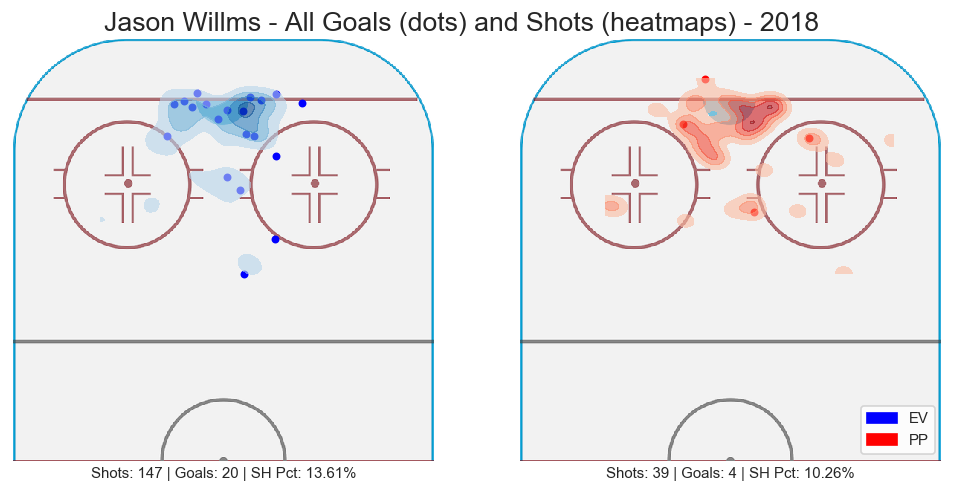 Jason Willms - All Goals (dots) and Shots (heatmaps) - 2018
EV
PP
Shots: 147 | Goals: 20 | SH Pct: 13.61%
Shots: 39 | Goals: 4 | SH Pct: 10.26%